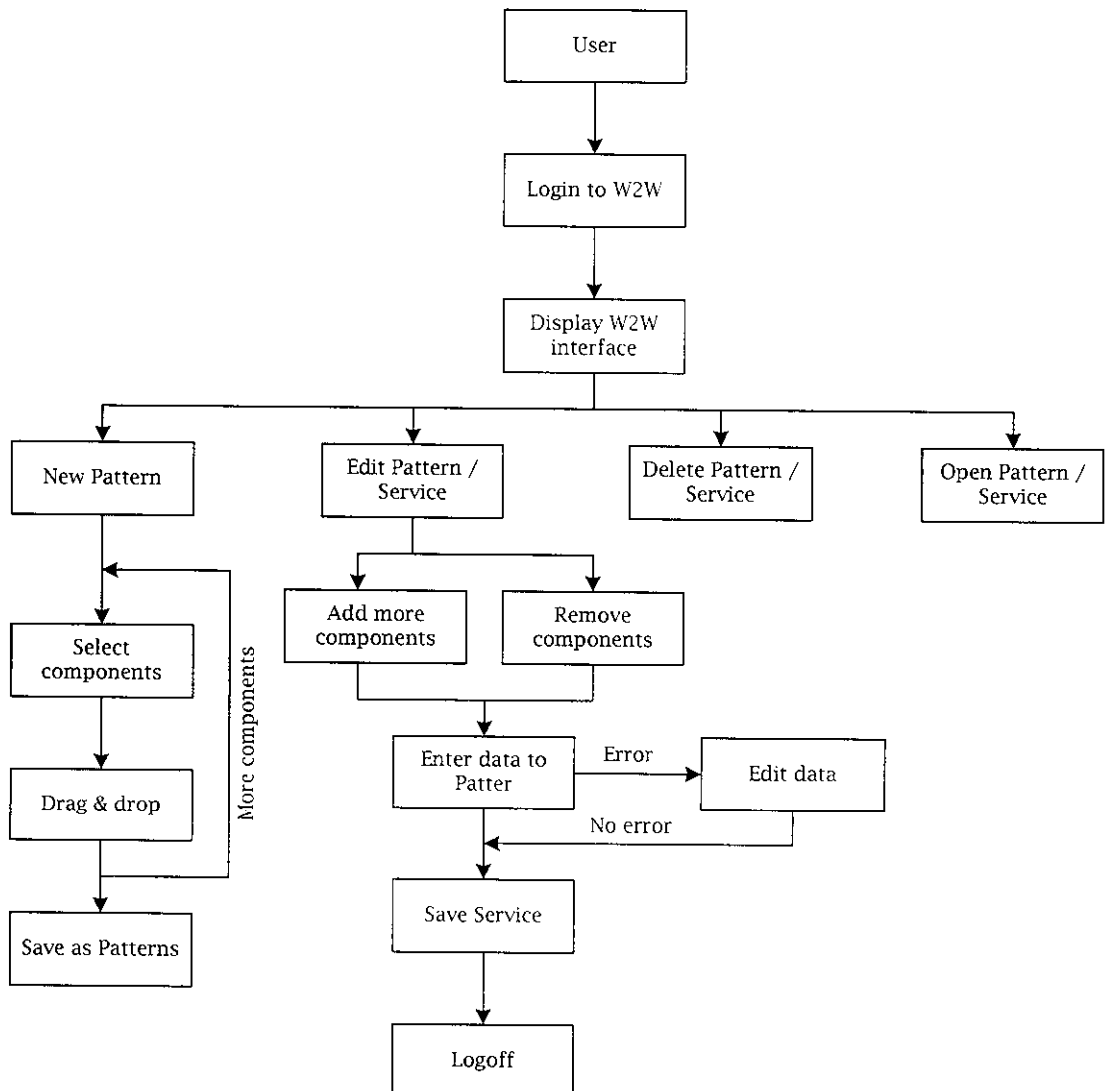 User
Login to W2W
Display W2W
interface
New Pattern
Edit Pattern /
Service
Delete Pattern /
Service
Open Pattern /
Service
Add more
components
Remove
components
Select
components
More components
Enter data to
Patter
Error
Edit data
Drag & drop
No error
Save Service
Save as Patterns
Logoff